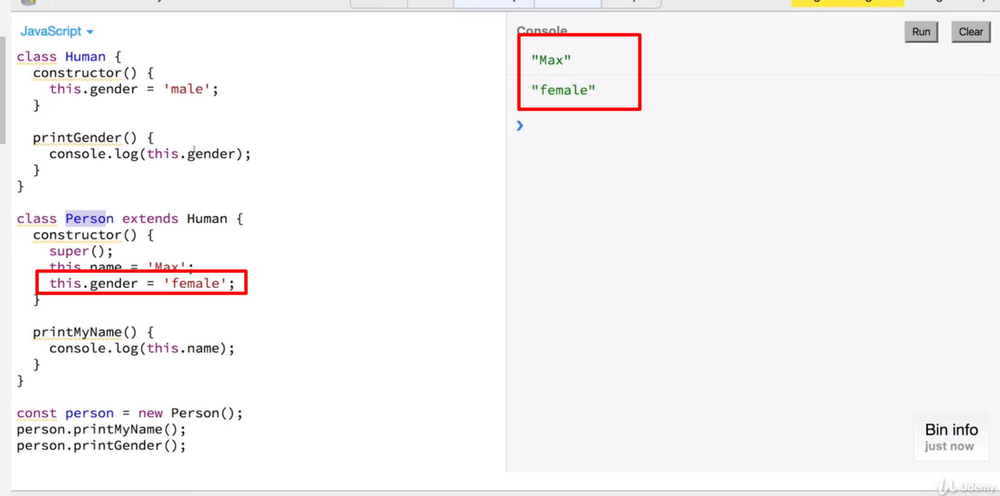 JavaScript
class Human {
constructor() {
this.gender = 'male';
}
printGender() {
console.log(this.gender);
}
}
class Person extends Human {
constructor() {
super();
this.name = 'Max';
this.gender = 'female';
}
printMyName() {
console.log(this.name);
}
}
const person = new Person();
person.printMyName();
person.printGender();
Console
Run
Clear
"Max"
"female"
Bin info
just now
Udemy